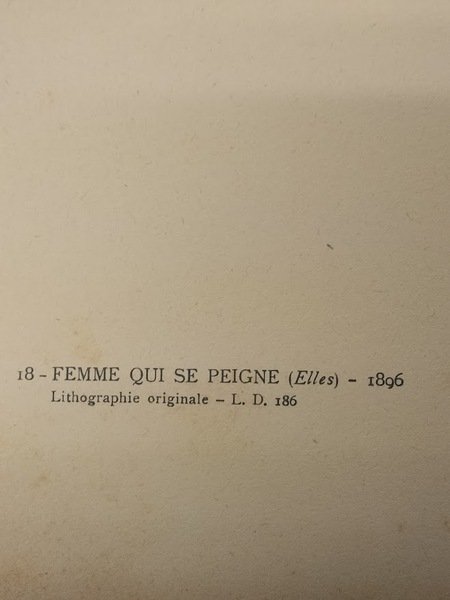 18 - FEMME QUI SE PEIGNE (Elles) - 1896
Lithographie originale - L. D. 186